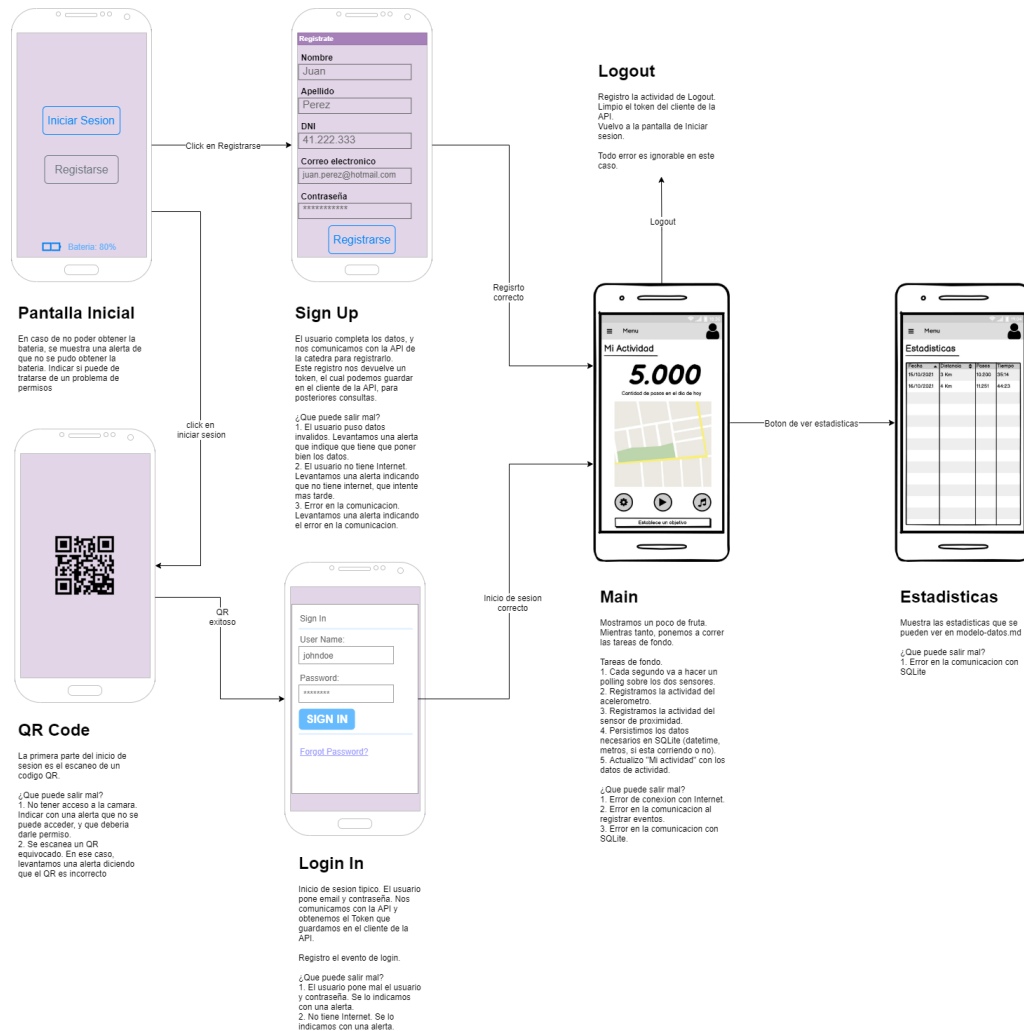 Iniciar Sesion
Registarse
Bateria: 80%
Click en Registrarse
Registrate
Nombre
Juan
Apellido
Perez
DNI
41.222.333
Correo electronico
juan.perez@hotmail.com
Contraseña
***********
Registrarse
Logout
Registro la actividad de Logout.
Limpio el token del cliente de la
API.
Vuelvo a la pantalla de Iniciar
sesion.
Todo error es ignorable en este
caso.
Logout
Pantalla Inicial
En caso de no poder obtener la
bateria, se muestra una alerta de
que no se pudo obtener la
bateria. Indicar si puede de
tratarse de un problema de
permisos
click en
iniciar sesion
Sign Up
El usuario completa los datos, y
nos comunicamos con la API de
la catedra para registrarlo.
Este registro nos devuelve un
token, el cual podemos guardar
en el cliente de la API, para
posteriores consultas.
¿Que puede salir mal?
1. El usuario puso datos
invalidos. Levantamos una alerta
que indique que tiene que poner
bien los datos.
2. El usuario no tiene Internet.
Levantamos una alerta indicando
que no tiene internet, que intente
mas tarde.
3. Error en la comunicacion.
Levantamos una alerta indicando
el error en la comunicacion.
Regisrto
correcto
Menu
Mi Actividad
5.000
Cantidad de pasos en el dia de hoy
Establece un objetivo
Boton de ver estadisticas
Menu
Estadisticas
Fecha Distancia Pasos Tiempo
15/10/2021 3 Km 10.200 35:14
16/10/2021 4 Km 11.251 44:23
QR
exitoso
Inicio de sesion
correcto
Sign In
User Name:
johndoe
Password:
********
SIGN IN
Forgot Password?
Main
Mostramos un poco de fruta.
Mientras tanto, ponemos a correr
las tareas de fondo.
Tareas de fondo.
1. Cada segundo va a hacer un
polling sobre los dos sensores.
2. Registramos la actividad del
acelerometro.
3. Registramos la actividad del
sensor de proximidad.
4. Persistimos los datos
necesarios en SQLite (datetime,
metros, si esta corriendo o no).
5. Actualizo "Mi actividad" con los
datos de actividad.
¿Que puede salir mal?
1. Error de conexion con Internet.
2. Error en la comunicacion al
registrar eventos.
3. Error en la comunicacion con
SQLite.
Estadisticas
Muestra las estadisticas que se
pueden ver en modelo-datos.md
¿Que puede salir mal?
1. Error en la comunicacion con
SQLite
QR Code
La primera parte del inicio de
sesion es el escaneo de un
codigo QR.
¿Que puede salir mal?
1. No tener acceso a la camara.
Indicar con una alerta que no se
puede acceder, y que deberia
darle permiso.
2. Se escanea un QR
equivocado. En ese caso,
levantamos una alerta diciendo
que el QR es incorrecto
Login In
Inicio de sesion tipico. El usuario
pone email y contraseña. Nos
comunicamos con la API y
obtenemos el Token que
guardamos en el cliente de la
API.
Registro el evento de login.
¿Que puede salir mal?
1. El usuario pone mal el usuario
y contraseña. Se lo indicamos
con una alerta.
2. No tiene Internet. Se lo
indicamos con una alerta.